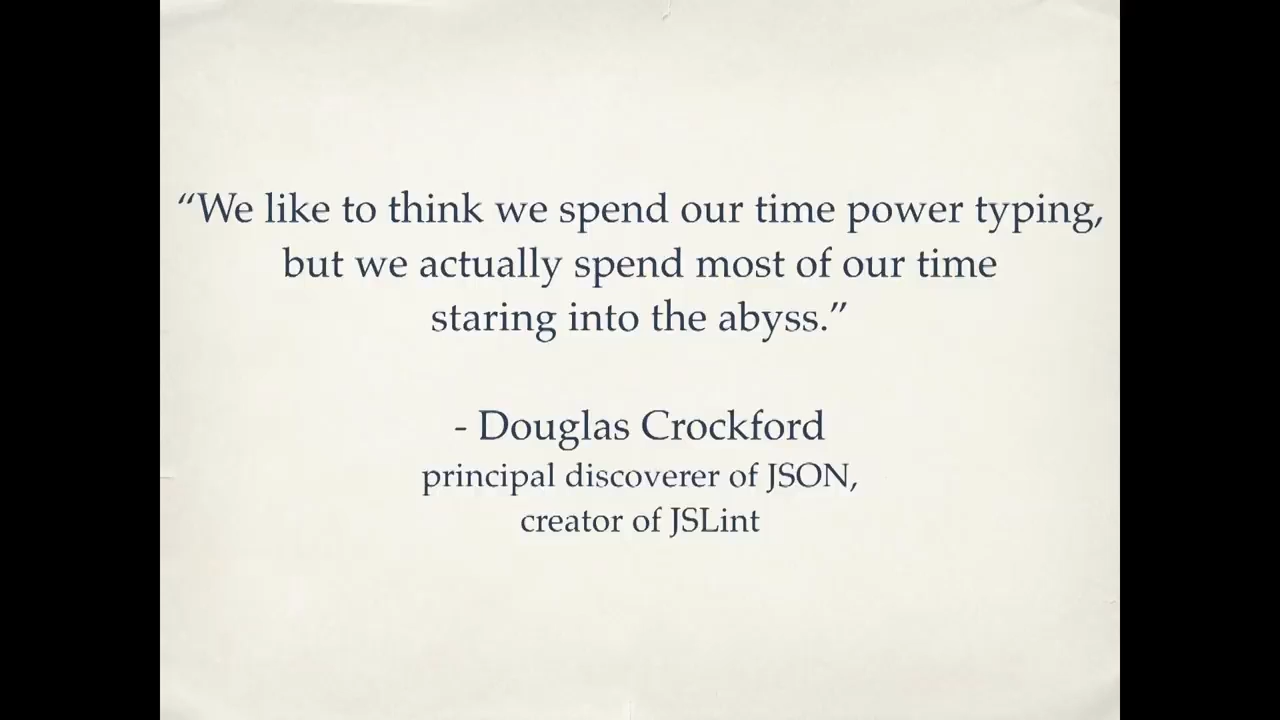 “We like to think we spend our time power typing,
but we actually spend most of our time
staring into the abyss.”
- Douglas Crockford
principal discoverer of JSON,
creator of JSLint